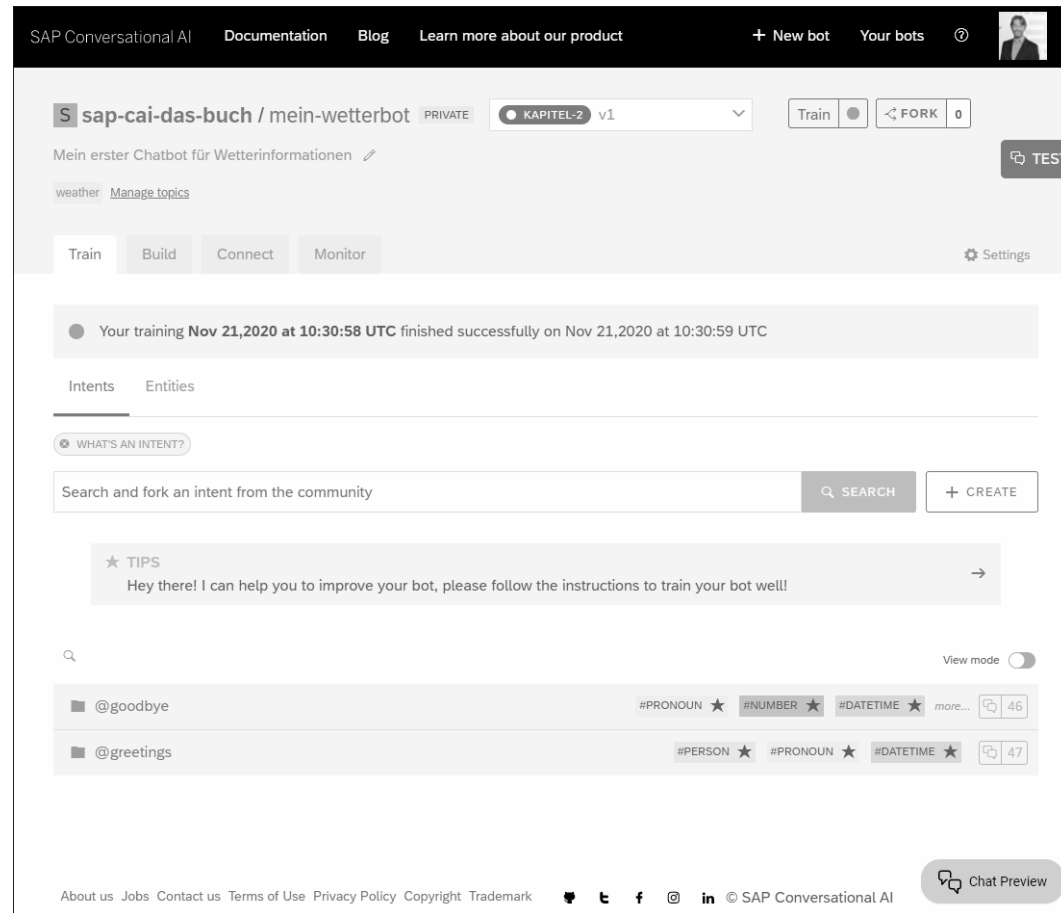 SAP Conversational AI Documentation Blog Learn more about our product + New bot Your bots ?
S sap-cai-das-buch / mein-wetterbot PRIVATE KAPITEL-2 v1 Train FORK 0
Mein erster Chatbot für Wetterinformationen
TEST
weather Manage topics
Train Build Connect Monitor Settings
Your training Nov 21,2020 at 10:30:58 UTC finished successfully on Nov 21,2020 at 10:30:59 UTC
Intents Entities
WHAT'S AN INTENT?
Search and fork an intent from the community SEARCH + CREATE
TIPS
Hey there! I can help you to improve your bot, please follow the instructions to train your bot well!
View mode
@goodbye #PRONOUN #NUMBER #DATETIME more... 46
@greetings #PERSON #PRONOUN #DATETIME 47
Chat Preview
About us Jobs Contact us Terms of Use Privacy Policy Copyright Trademark © SAP Conversational AI